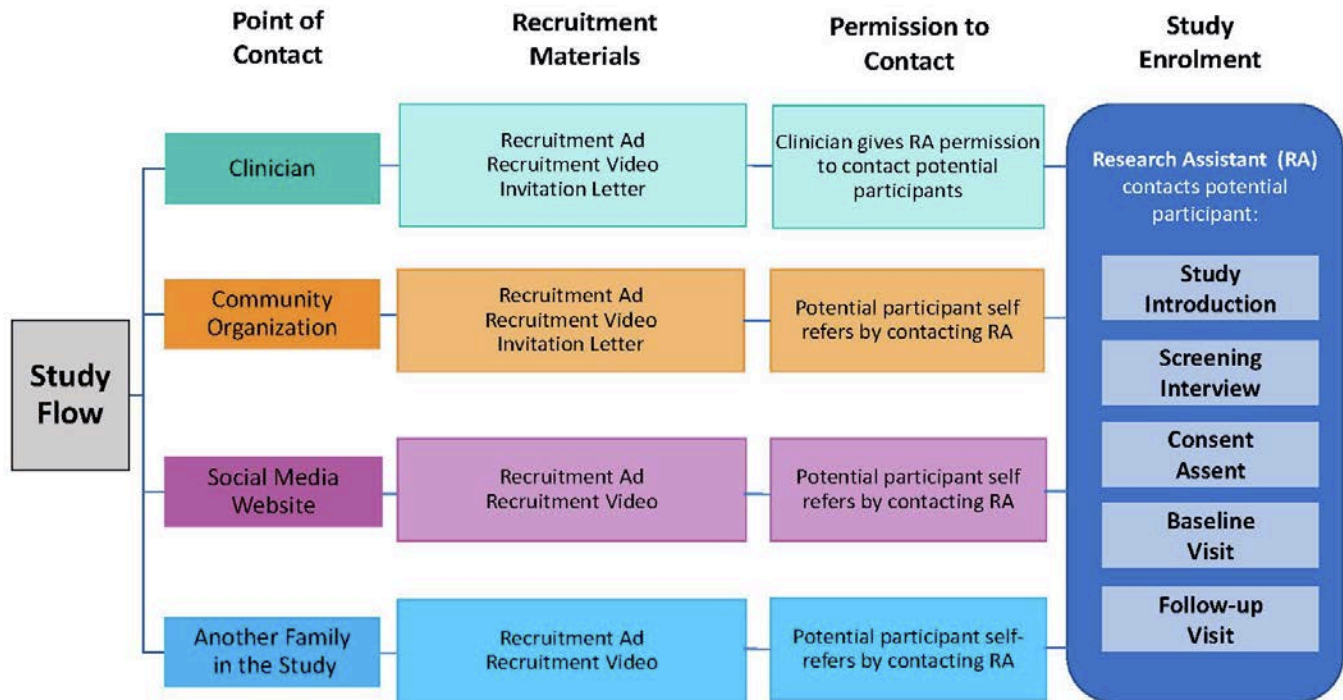 Point of
Contact
Recruitment
Materials
Permission to
Contact
Study
Enrolment
Study
Flow
Clinician
Recruitment Ad
Recruitment Video
Invitation Letter
Clinician gives RA permission
to contact potential
participants
Community
Organization
Recruitment Ad
Recruitment Video
Invitation Letter
Potential participant self
refers by contacting RA
Social Media
Website
Recruitment Ad
Recruitment Video
Potential participant self
refers by contacting RA
Another Family
in the Study
Recruitment Ad
Recruitment Video
Potential participant self-
refers by contacting RA
Research Assistant (RA)
contacts potential
participant:
Study
Introduction
Screening
Interview
Consent
Assent
Baseline
Visit
Follow-up
Visit